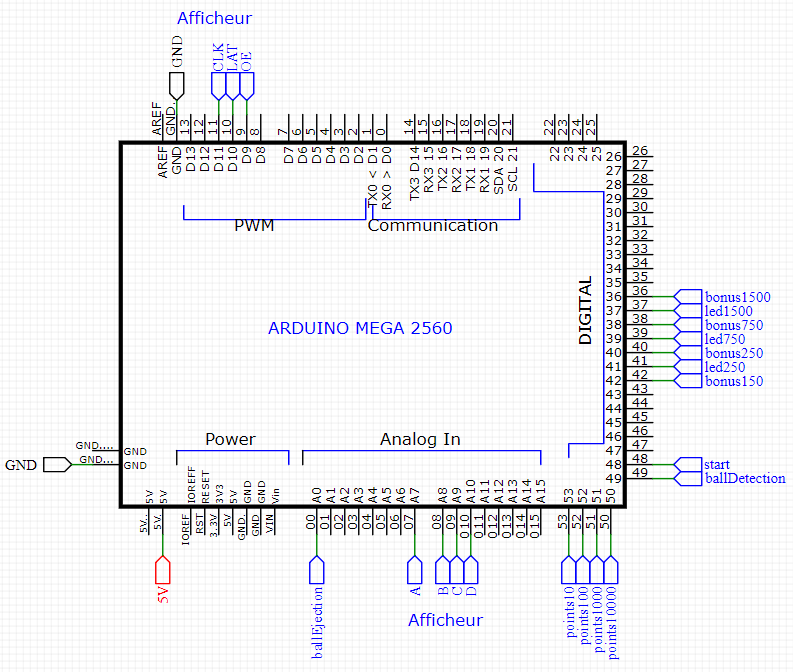 Afficheur
GND
CLK
LAT
OE
AREF
GND.
13
12
11
10
9
8
7
6
5
4
3
2
1
0
14
15
16
17
18
19
20
21
22
23
24
25
AREF
GND
D13
D12
D11
D10
D9
D8
D7
D6
D5
D4
D3
D2
TX0 < D1
RX0 > D0
TX3 D14
RX3 15
TX2 16
RX2 17
TX1 18
RX1 19
SDA 20
SCL 21
22
23
24
25
PWM
Communication
DIGITAL
ARDUINO MEGA 2560
26 26
27 27
28 28
29 29
30 30
31 31
32 32
33 33
34 34
35 35
36 36 bonus1500
37 37 led1500
38 38 bonus750
39 39 led750
40 40 bonus250
41 41 led250
42 42 bonus150
43 43
44 44
45 45
46 46
47 47
48 48 start
49 49 ballDetection
GND.... GND
GND GND... GND
Power
Analog In
5V
5V
IOREFF
RESET
3V3
5V
GND
GND
Vin
A0
A1
A2
A3
A4
A5
A6
A7
A8
A9
A10
A11
A12
A13
A14
A15
53
52
51
50
5V..
5V.
IOREF
RST
3.3V
5V
GND.
GND
VIN
00
01
02
03
04
05
06
07
08
09
010
011
012
013
014
015
53
52
51
50
5V
ballEjection
A
B
C
D
points10
points100
points1000
points10000
Afficheur